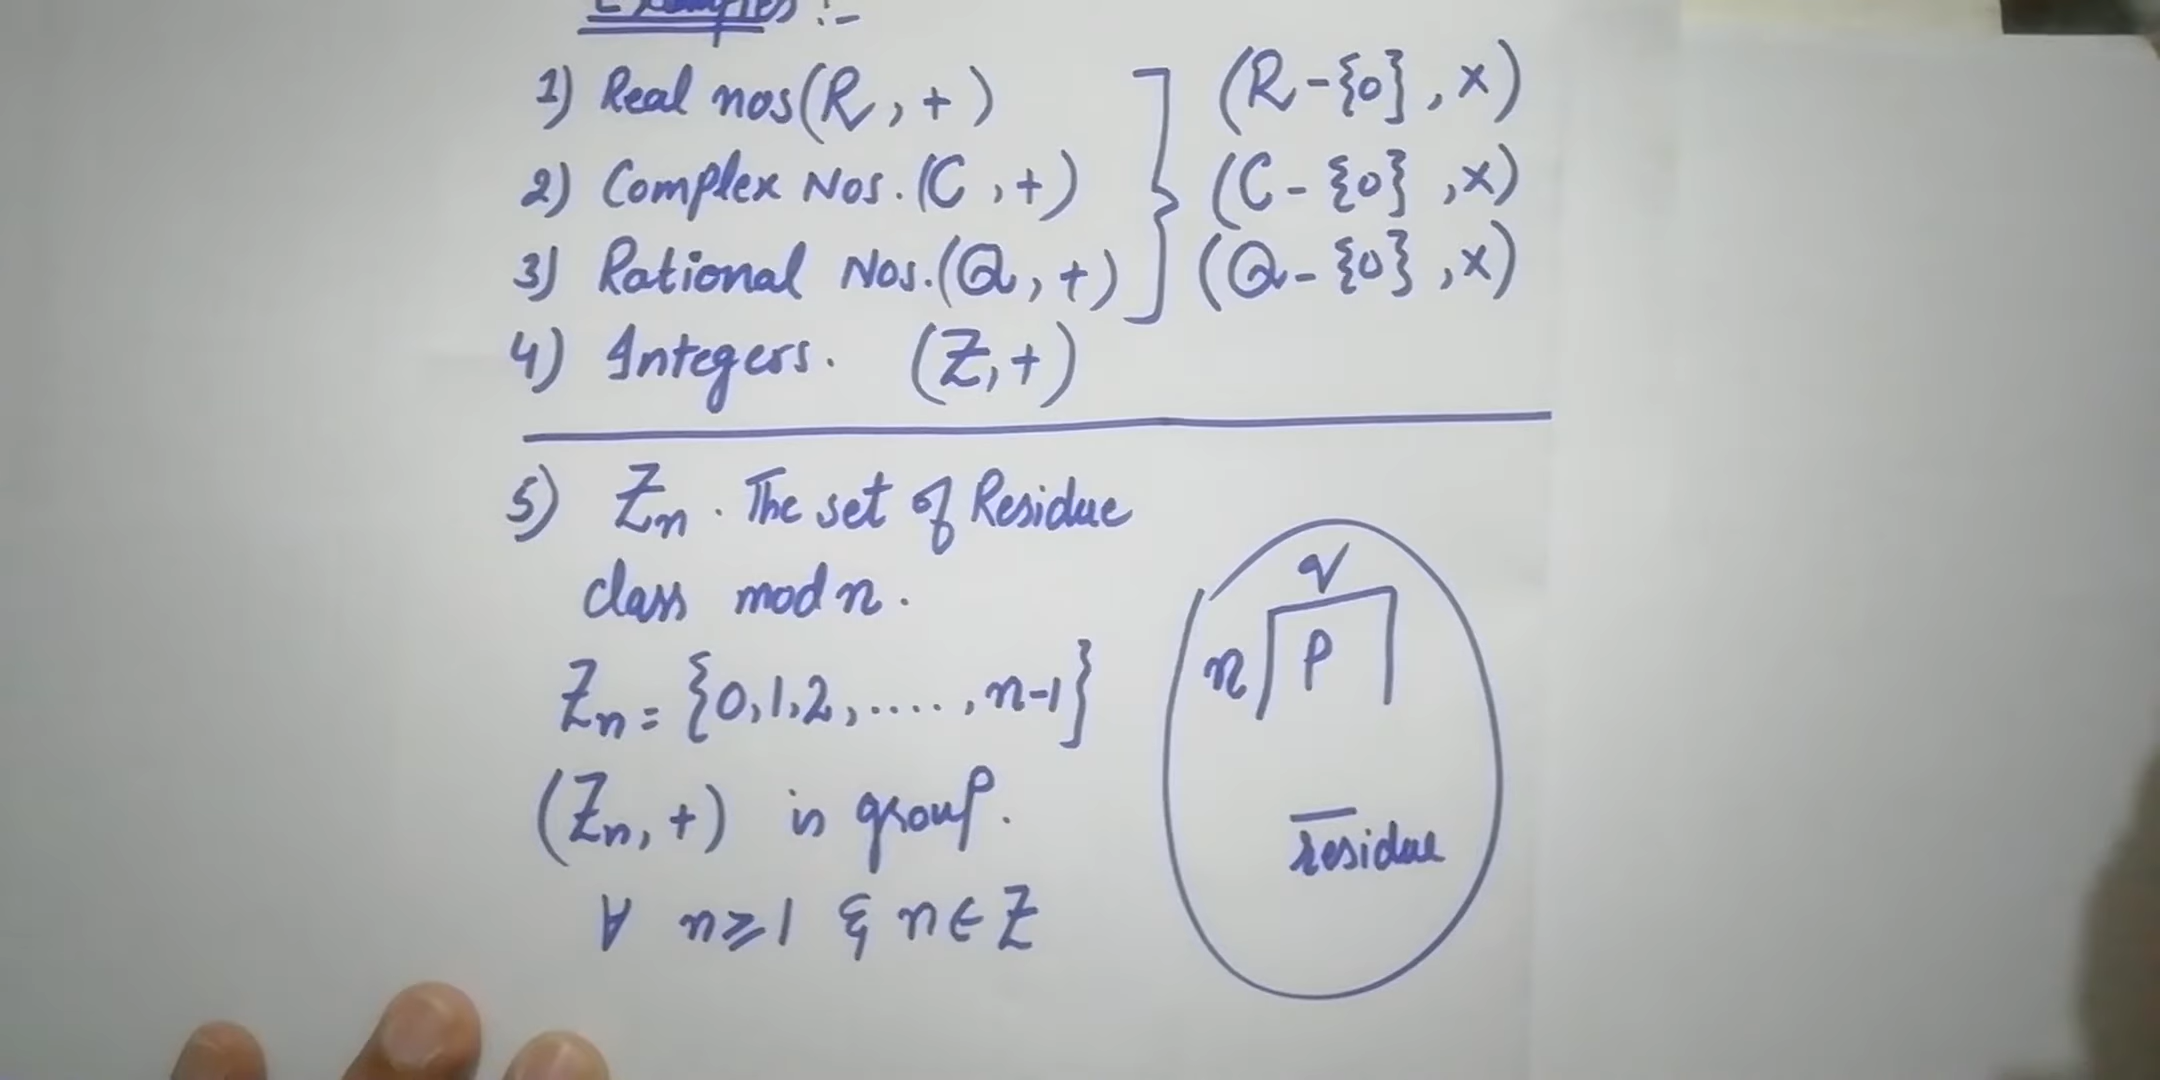 Examples :-
1) Real nos (R, +) ] (R - {0}, x)
2) Complex Nos. (C, +) } (C - {0}, x)
3) Rational Nos. (Q, +) ] (Q - {0}, x)
4) Integers. (Z, +)
5) Zn. The set of Residue
class mod n.
Zn = {0, 1, 2, ...., n-1}
(Zn, +) is group.
∀ n ≥ 1 & n ∈ Z
q
n P
residue